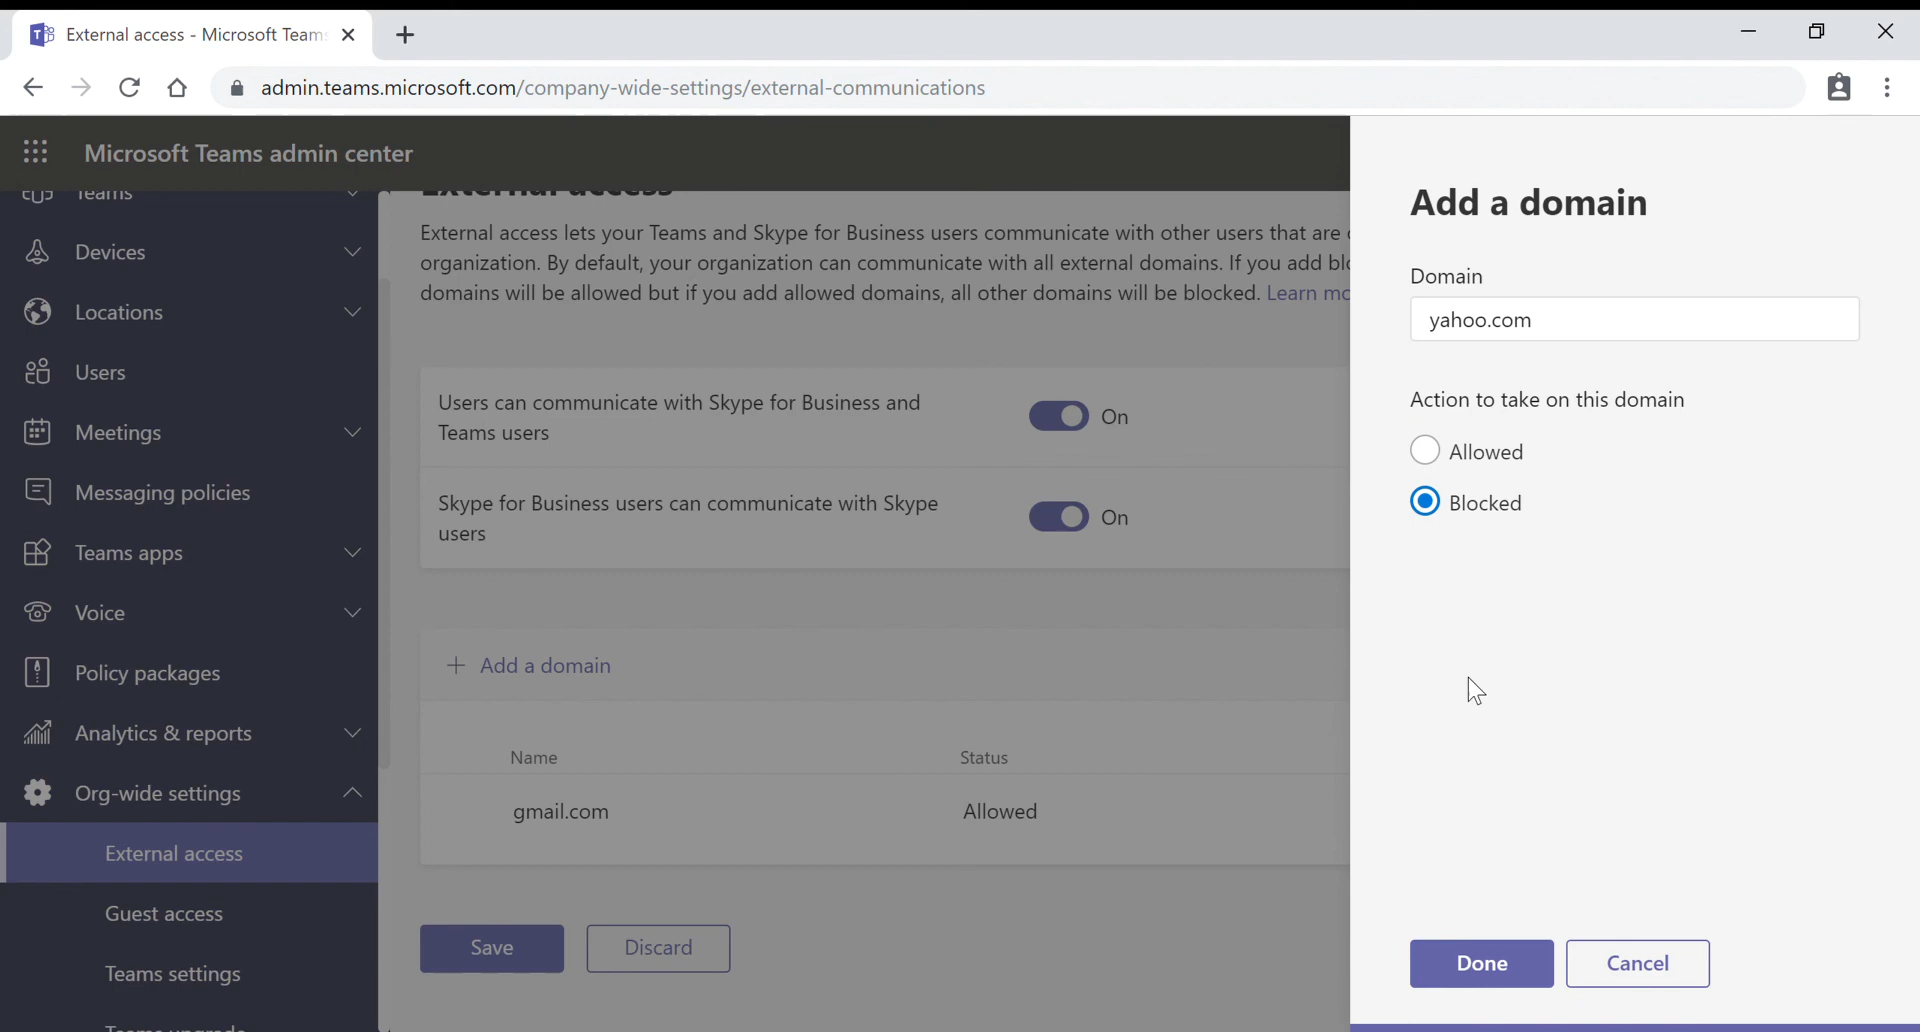 External access - Microsoft Team
admin.teams.microsoft.com/company-wide-settings/external-communications
Microsoft Teams admin center
Teams
Devices
Locations
Users
Meetings
Messaging policies
Teams apps
Voice
Policy packages
Analytics & reports
Org-wide settings
External access
Guest access
Teams settings
Teams upgrade
External access
External access lets your Teams and Skype for Business users communicate with other users that are
organization. By default, your organization can communicate with all external domains. If you add
domains will be allowed but if you add allowed domains, all other domains will be blocked. Learn
Users can communicate with Skype for Business and
Teams users
On
Skype for Business users can communicate with Skype
users
On
+ Add a domain
Name Status
gmail.com Allowed
Save Discard
Add a domain
Domain
yahoo.com
Action to take on this domain
Allowed
Blocked
Done Cancel